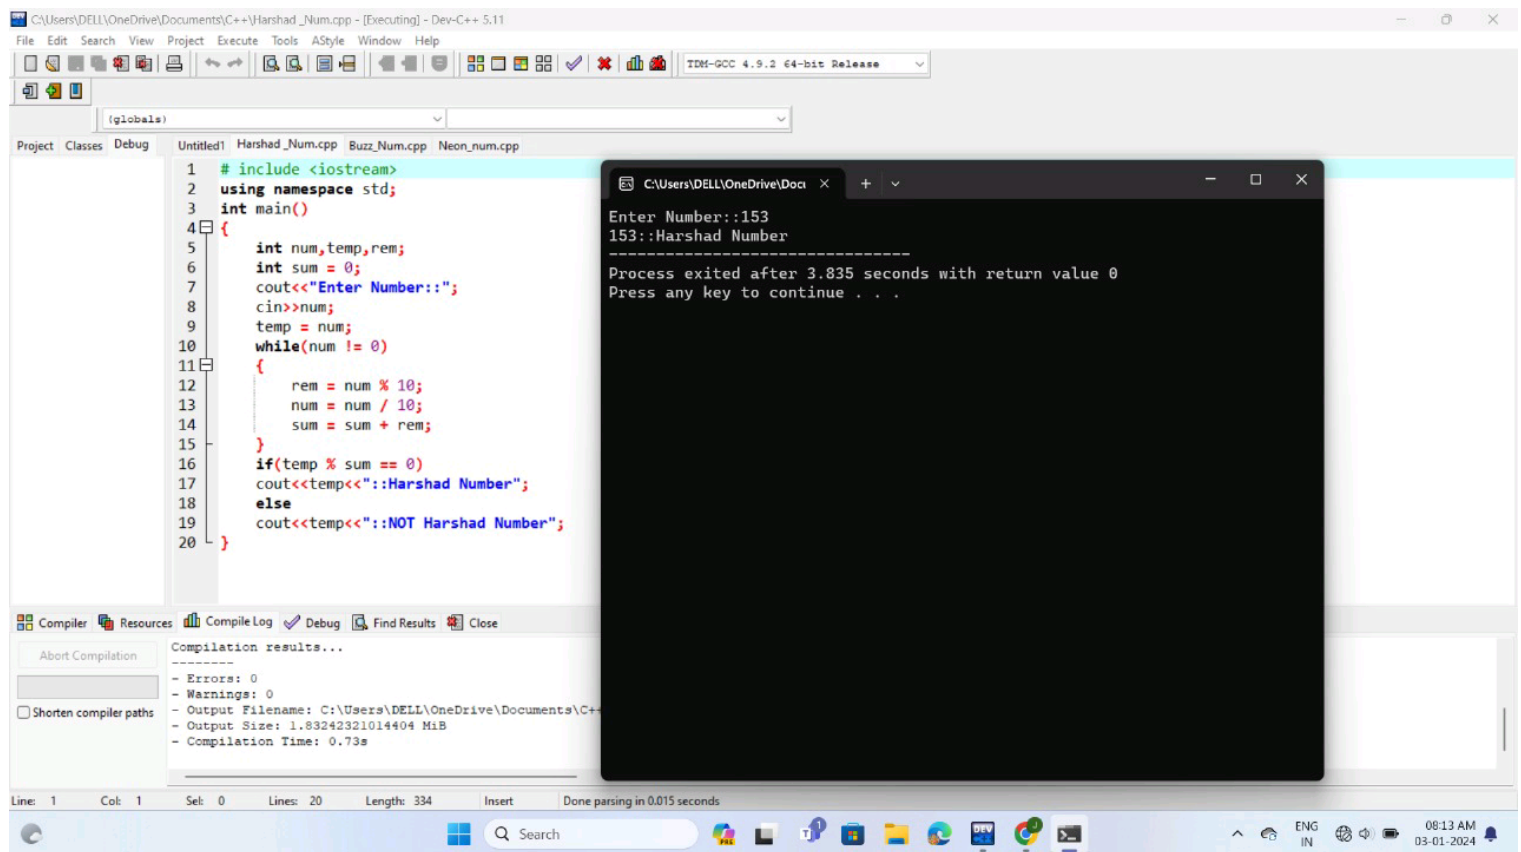 C:\Users\DELL\OneDrive\Documents\C++\Harshad _Num.cpp - [Executing] - Dev-C++ 5.11
File Edit Search View Project Execute Tools AStyle Window Help
TDM-GCC 4.9.2 64-bit Release
(globals)
Project Classes Debug
Untitled1 Harshad _Num.cpp Buzz_Num.cpp Neon_num.cpp
1 # include <iostream>
2 using namespace std;
3 int main()
4 {
5 int num,temp,rem;
6 int sum = 0;
7 cout<<"Enter Number::";
8 cin>>num;
9 temp = num;
10 while(num != 0)
11 {
12 rem = num % 10;
13 num = num / 10;
14 sum = sum + rem;
15 }
16 if(temp % sum == 0)
17 cout<<temp<<"::Harshad Number";
18 else
19 cout<<temp<<"::NOT Harshad Number";
20 }
C:\Users\DELL\OneDrive\Docu
Enter Number::153
153::Harshad Number
--------------------------------
Process exited after 3.835 seconds with return value 0
Press any key to continue . . .
Compiler Resources Compile Log Debug Find Results Close
Abort Compilation
Shorten compiler paths
Compilation results...
--------
- Errors: 0
- Warnings: 0
- Output Filename: C:\Users\DELL\OneDrive\Documents\C++
- Output Size: 1.83242321014404 MiB
- Compilation Time: 0.73s
Line: 1 Col: 1 Sel: 0 Lines: 20 Length: 334 Insert Done parsing in 0.015 seconds
Search
PRE
1
DEV
J
ENG
IN
08:13 AM
03-01-2024